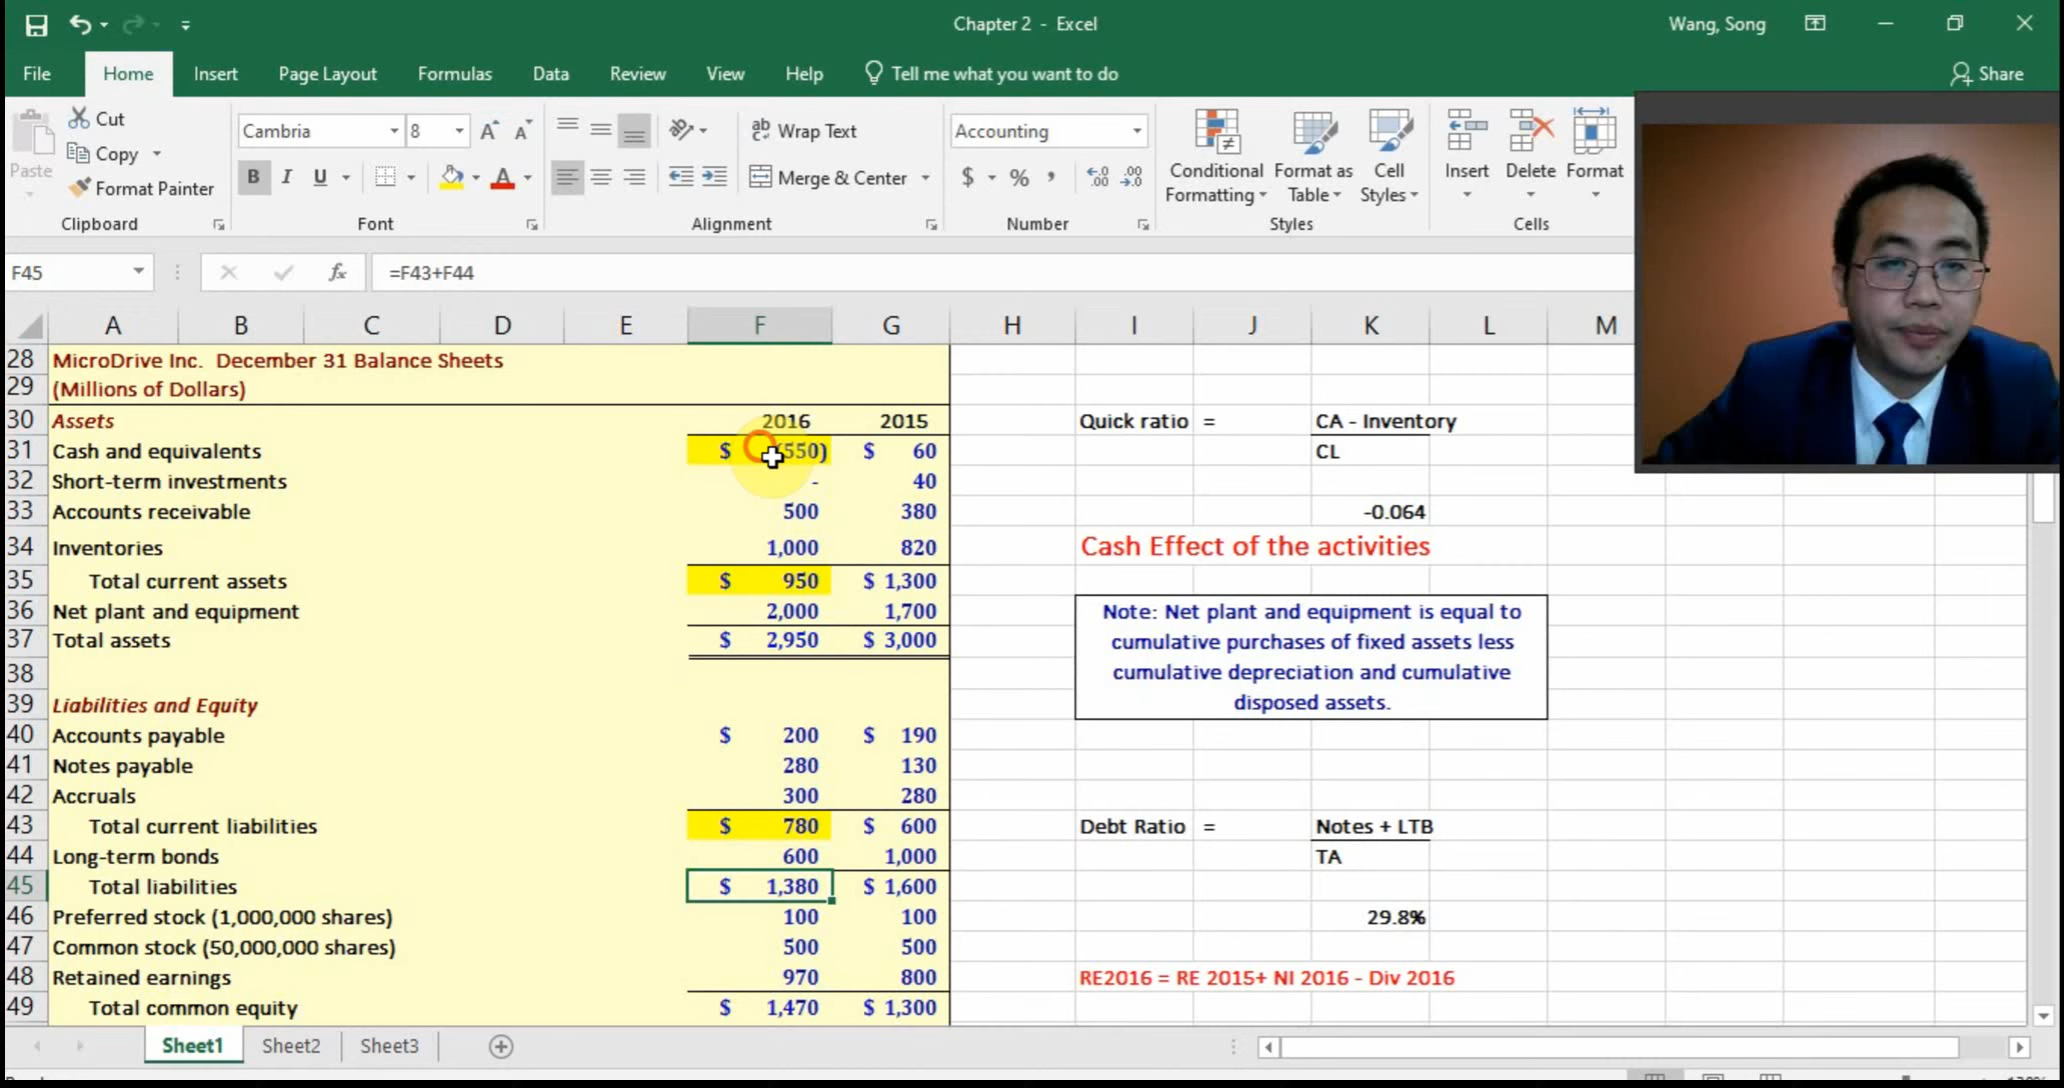 Chapter 2 - Excel
Wang, Song
File Home Insert Page Layout Formulas Data Review View Help Tell me what you want to do Share
Paste
Cut
Copy
Format Painter
Clipboard
Cambria 8 A A
B I U A
Font
ab Wrap Text
Merge & Center
Alignment
Accounting
$ % ,
Number
Conditional Formatting
Format as Table
Cell Styles
Styles
Insert Delete Format
Cells
F45 fx =F43+F44
A B C D E F G H I J K L M
28 MicroDrive Inc. December 31 Balance Sheets
29 (Millions of Dollars)
30 Assets 2016 2015 Quick ratio = CA - Inventory
31 Cash and equivalents $ (550) $ 60 CL
32 Short-term investments - 40
33 Accounts receivable 500 380 -0.064
34 Inventories 1,000 820 Cash Effect of the activities
35 Total current assets $ 950 $ 1,300
36 Net plant and equipment 2,000 1,700 Note: Net plant and equipment is equal to
37 Total assets $ 2,950 $ 3,000 cumulative purchases of fixed assets less
38 cumulative depreciation and cumulative
39 Liabilities and Equity disposed assets.
40 Accounts payable $ 200 $ 190
41 Notes payable 280 130
42 Accruals 300 280
43 Total current liabilities $ 780 $ 600 Debt Ratio = Notes + LTB
44 Long-term bonds 600 1,000 TA
45 Total liabilities $ 1,380 $ 1,600
46 Preferred stock (1,000,000 shares) 100 100 29.8%
47 Common stock (50,000,000 shares) 500 500
48 Retained earnings 970 800 RE2016 = RE 2015+ NI 2016 - Div 2016
49 Total common equity $ 1,470 $ 1,300
Sheet1 Sheet2 Sheet3